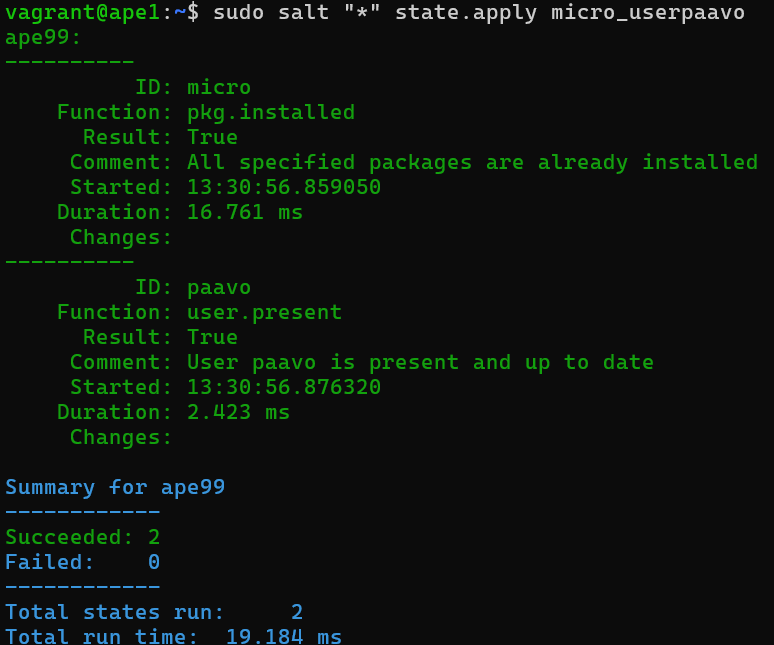 vagrant@ape1:~$ sudo salt "*" state.apply micro_userpaavo
ape99:
----------
          ID: micro
    Function: pkg.installed
      Result: True
     Comment: All specified packages are already installed
     Started: 13:30:56.859050
    Duration: 16.761 ms
     Changes:
----------
          ID: paavo
    Function: user.present
      Result: True
     Comment: User paavo is present and up to date
     Started: 13:30:56.876320
    Duration: 2.423 ms
     Changes:

Summary for ape99
------------
Succeeded: 2
Failed:    0
------------
Total states run:     2
Total run time:  19.184 ms